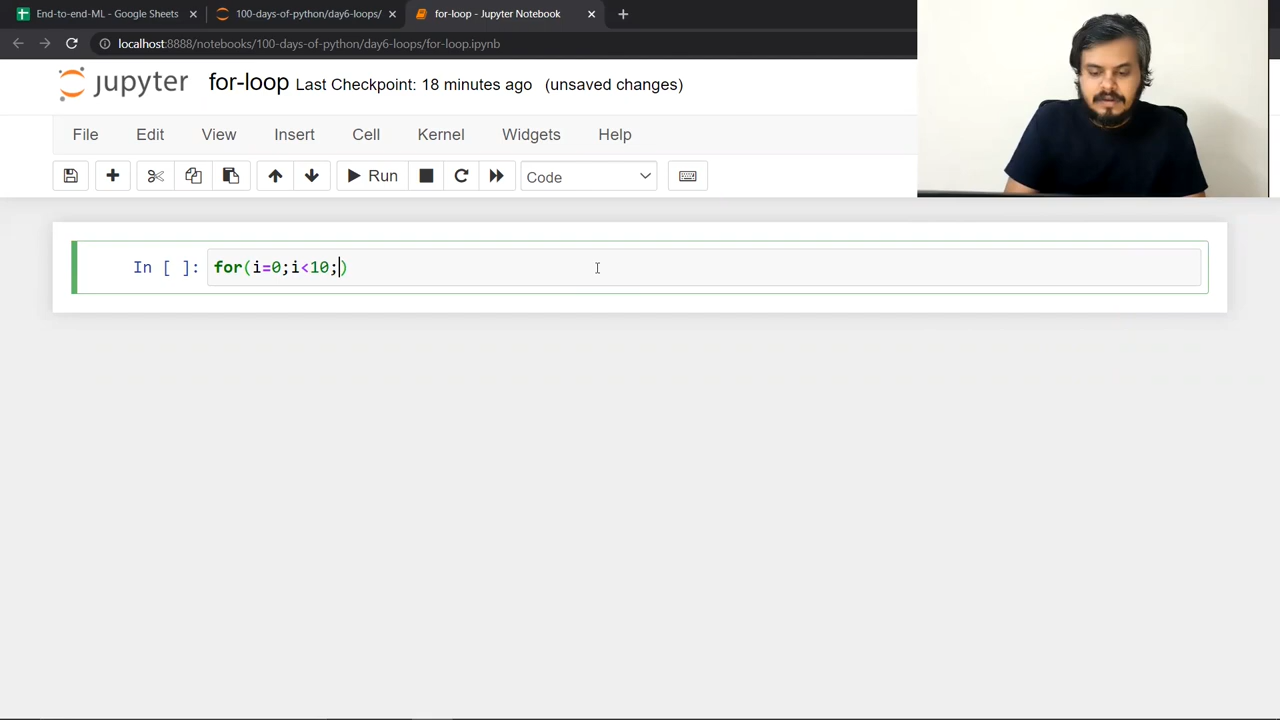 End-to-end-ML - Google Sheets
100-days-of-python/day6-loops/
for-loop - Jupyter Notebook
localhost:8888/notebooks/100-days-of-python/day6-loops/for-loop.ipynb
jupyter for-loop Last Checkpoint: 18 minutes ago (unsaved changes)
File Edit View Insert Cell Kernel Widgets Help
Run Code
In [ ]: for(i=0;i<10;)